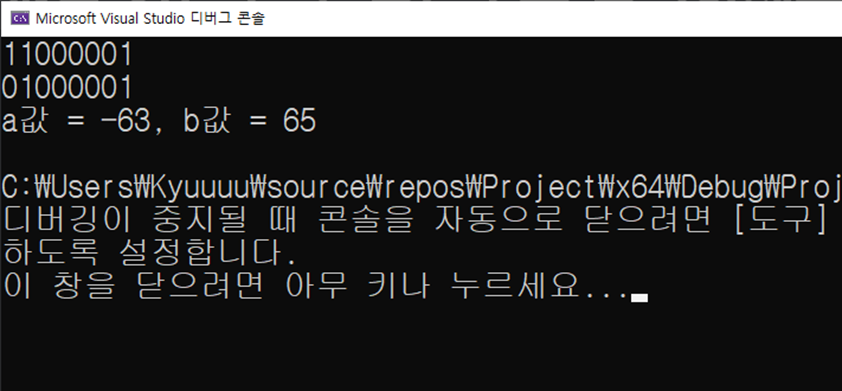 Microsoft Visual Studio 디버그 콘솔
11000001
01000001
a값 = -63, b값 = 65
C:₩Users₩Kyuuuu₩source₩repos₩Project₩x64₩Debug₩Proj
디버깅이 중지될 때 콘솔을 자동으로 닫으려면 [도구]
하도록 설정합니다.
이 창을 닫으려면 아무 키나 누르세요...